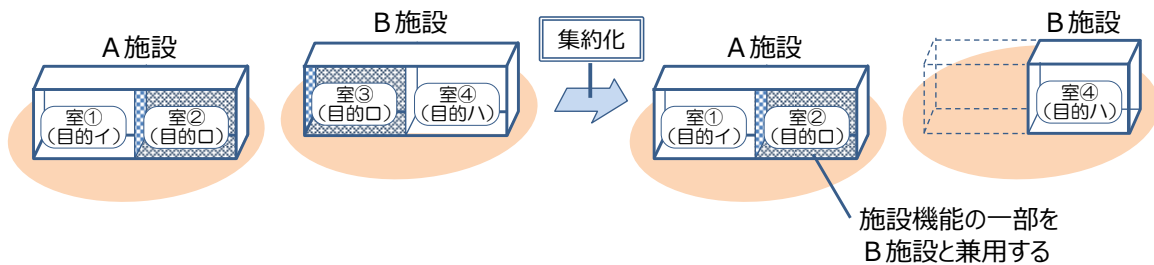 A施設
室①
(目的イ)
室②
(目的ロ)
B施設
室③
(目的ロ)
室④
(目的ハ)
集約化
A施設
室①
(目的イ)
室②
(目的ロ)
B施設
室④
(目的ハ)
施設機能の一部を
B施設と兼用する